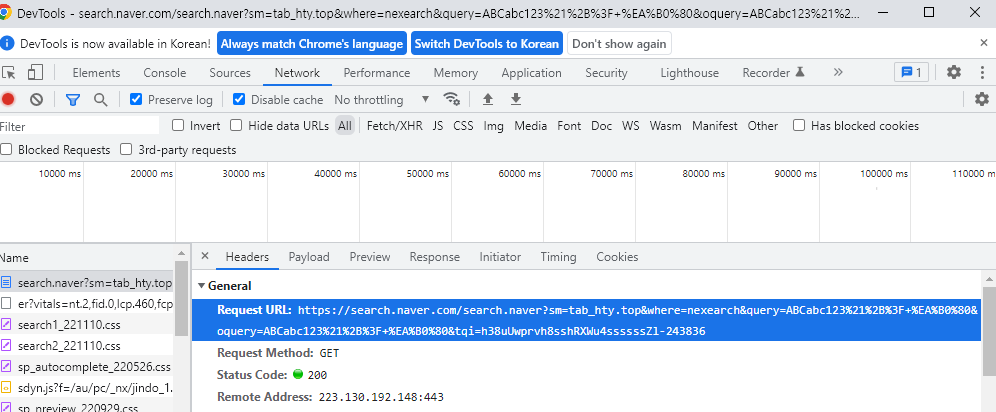 DevTools - search.naver.com/search.naver?sm=tab_hty.top&where=nexearch&query=ABCabc123%21%2B%3F+%EA%B0%80&oquery=ABCabc123%21%2...
DevTools is now available in Korean! Always match Chrome's language Switch DevTools to Korean Don't show again
Elements Console Sources Network Performance Memory Application Security Lighthouse Recorder 1
Preserve log Disable cache No throttling
Filter Invert Hide data URLs All Fetch/XHR JS CSS Img Media Font Doc WS Wasm Manifest Other Has blocked cookies
Blocked Requests 3rd-party requests
10000 ms 20000 ms 30000 ms 40000 ms 50000 ms 60000 ms 70000 ms 80000 ms 90000 ms 100000 ms 110000 m
Name
search.naver?sm=tab_hty.top
er?vitals=nt.2,fid.0,lcp.460,fcp
search1_221110.css
search2_221110.css
sp_autocomplete_220526.css
sdyn.js?f=/au/pc/_nx/jindo_1.
sp_nreview_220929.css
Headers Payload Preview Response Initiator Timing Cookies
General
Request URL: https://search.naver.com/search.naver?sm=tab_hty.top&where=nexearch&query=ABCabc123%21%2B%3F+%EA%B0%80&
oquery=ABCabc123%21%2B%3F+%EA%B0%80&tqi=h38uUwprvh8sshRXWu4ssssssZl-243836
Request Method: GET
Status Code: 200
Remote Address: 223.130.192.148:443